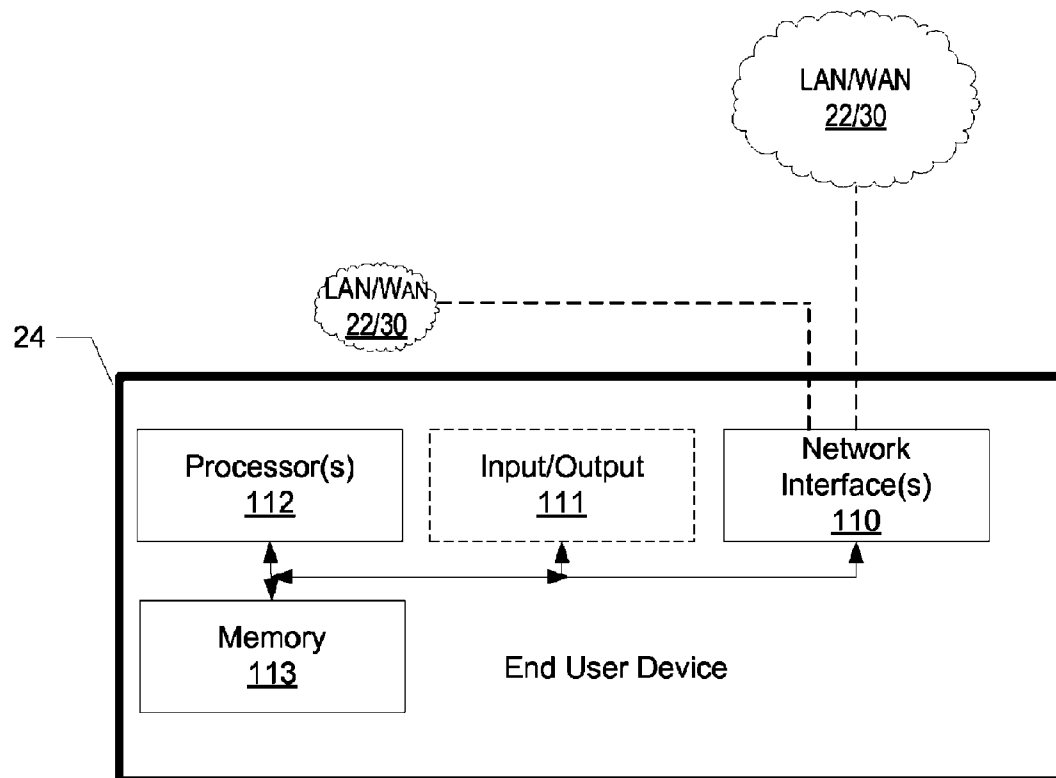 LAN/WAN
22/30
LAN/WAN
22/30
24
Processor(s)
112
Input/Output
111
Network
Interface(s)
110
Memory
113
End User Device